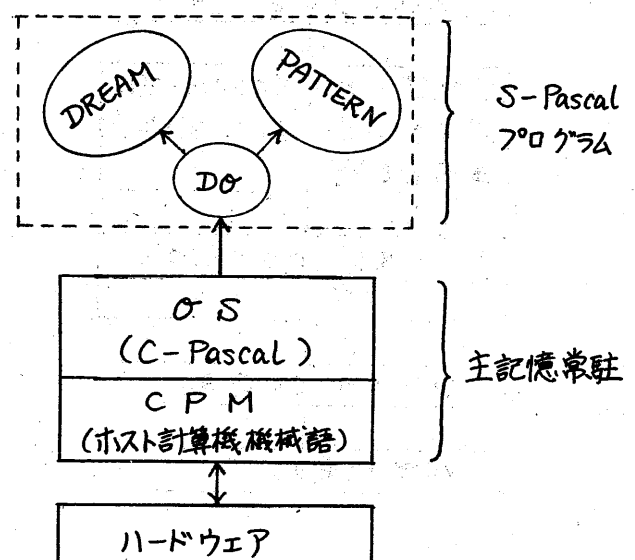 DREAM
PATTERN
DO
S-Pascal
プログラム
OS
(C-Pascal)
主記憶常駐
CPM
(ホスト計算機機械語)
ハードウェア